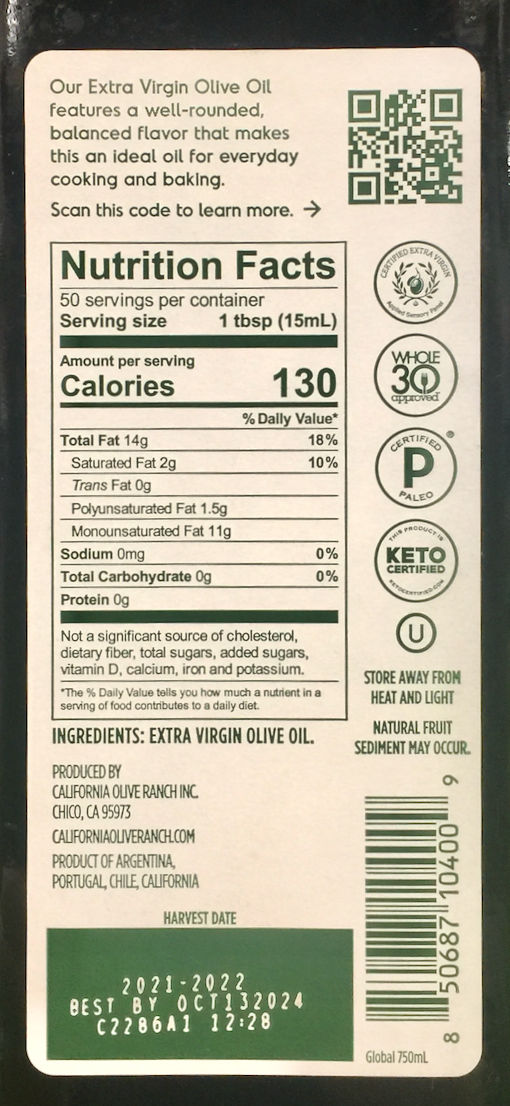 Our Extra Virgin Olive Oil
features a well-rounded,
balanced flavor that makes
this an ideal oil for everyday
cooking and baking.
Scan this code to learn more. →
Nutrition Facts
50 servings per container
Serving size 1 tbsp (15mL)
Amount per serving
Calories 130
% Daily Value*
Total Fat 14g 18%
Saturated Fat 2g 10%
Trans Fat 0g
Polyunsaturated Fat 1.5g
Monounsaturated Fat 11g
Sodium 0mg 0%
Total Carbohydrate 0g 0%
Protein 0g
Not a significant source of cholesterol,
dietary fiber, total sugars, added sugars,
vitamin D, calcium, iron and potassium.
*The % Daily Value tells you how much a nutrient in a
serving of food contributes to a daily diet.
INGREDIENTS: EXTRA VIRGIN OLIVE OIL.
PRODUCED BY
CALIFORNIA OLIVE RANCH INC.
CHICO, CA 95973
CALIFORNIAOLIVERANCH.COM
PRODUCT OF ARGENTINA,
PORTUGAL, CHILE, CALIFORNIA
HARVEST DATE
2021-2022
BEST BY OCT132024
C2286A1 12:28
CERTIFIED EXTRA VIRGIN
Applied Sensory Panel
WHOLE
30
approved
CERTIFIED
P
PALEO
®
THIS PRODUCT IS
KETO
CERTIFIED
KETOCERTIFIED.COM
U
STORE AWAY FROM
HEAT AND LIGHT
NATURAL FRUIT
SEDIMENT MAY OCCUR.
8 50687 10400 9
Global 750mL